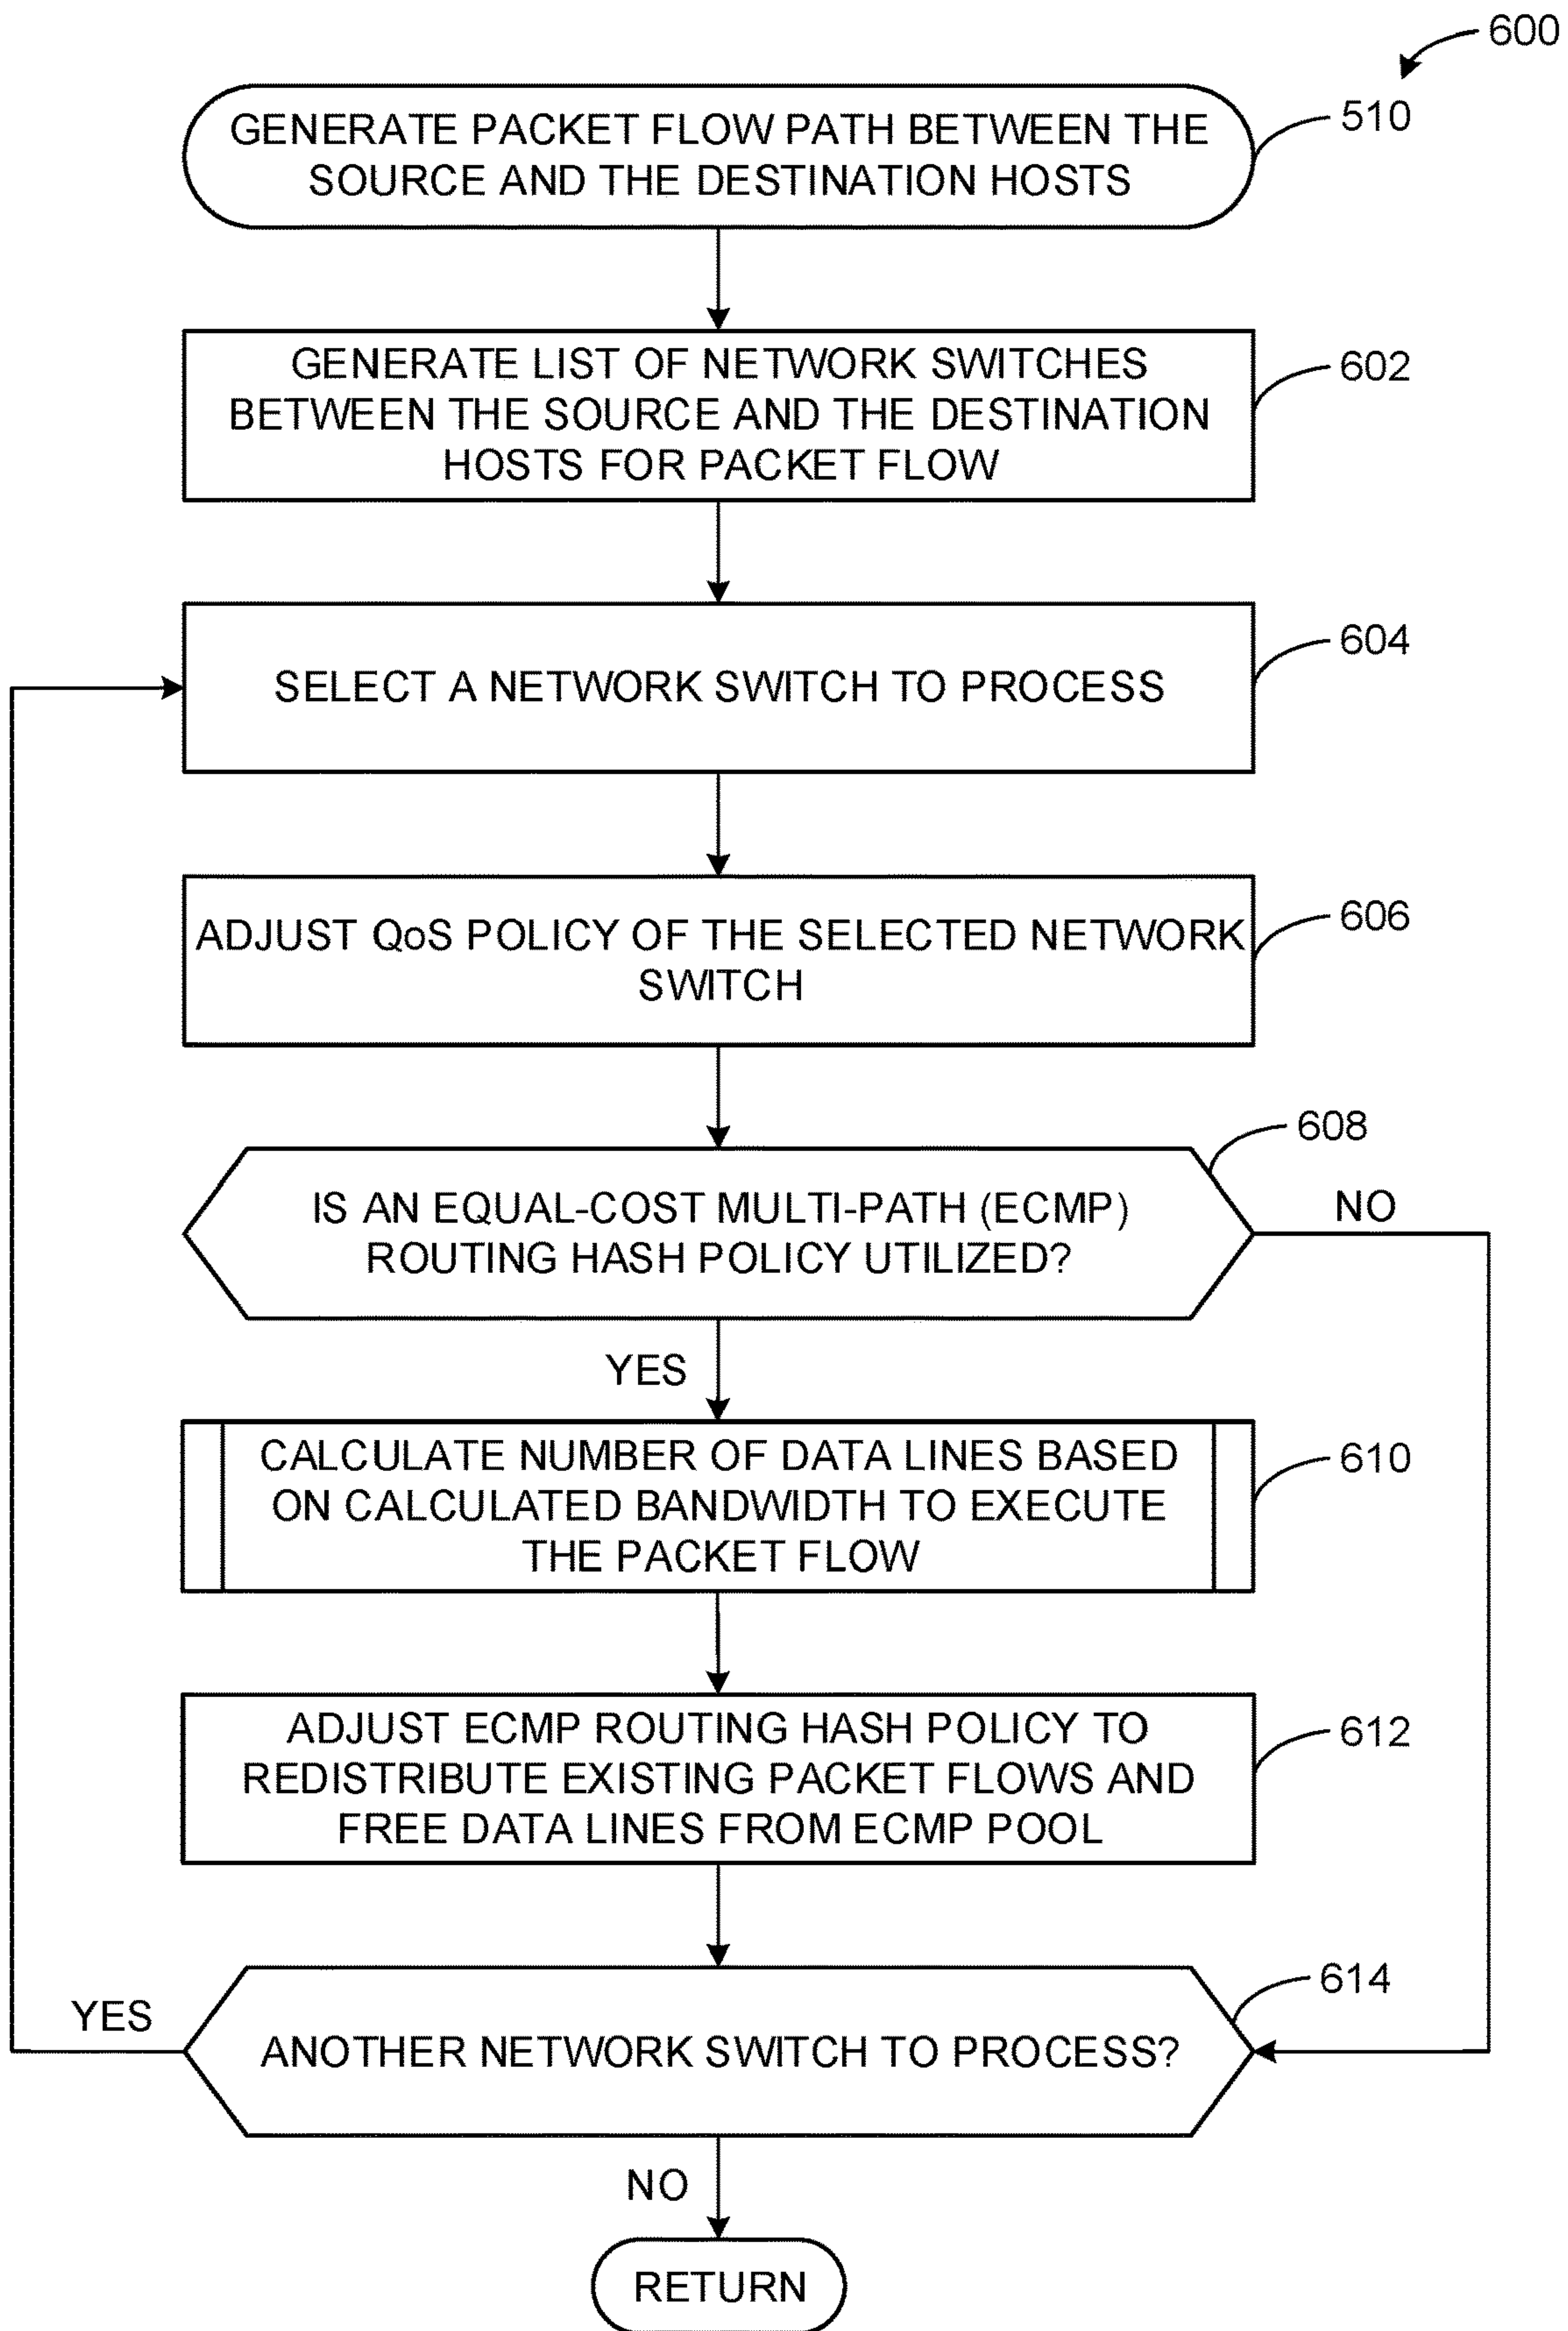 600
GENERATE PACKET FLOW PATH BETWEEN THE
SOURCE AND THE DESTINATION HOSTS
510
GENERATE LIST OF NETWORK SWITCHES
BETWEEN THE SOURCE AND THE DESTINATION
HOSTS FOR PACKET FLOW
602
SELECT A NETWORK SWITCH TO PROCESS
604
ADJUST QoS POLICY OF THE SELECTED NETWORK
SWITCH
606
IS AN EQUAL-COST MULTI-PATH (ECMP)
ROUTING HASH POLICY UTILIZED?
608
NO
YES
CALCULATE NUMBER OF DATA LINES BASED
ON CALCULATED BANDWIDTH TO EXECUTE
THE PACKET FLOW
610
ADJUST ECMP ROUTING HASH POLICY TO
REDISTRIBUTE EXISTING PACKET FLOWS AND
FREE DATA LINES FROM ECMP POOL
612
YES
ANOTHER NETWORK SWITCH TO PROCESS?
614
NO
RETURN